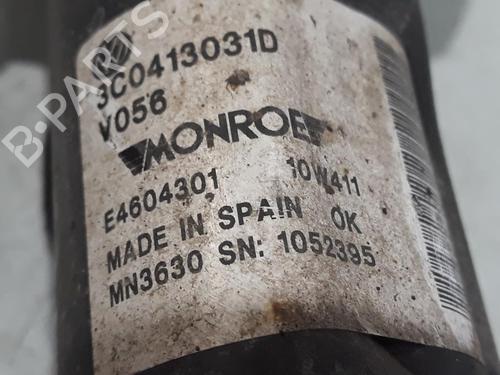 3C0413031D
V056
MONROE
E4604301 10W411
MADE IN SPAIN OK
MN3630 SN: 1052395
B-PARTS